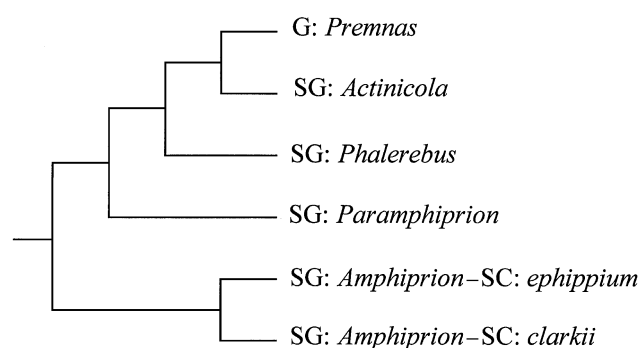 G: Premnas
SG: Actinicola
SG: Phalerebus
SG: Paramphiprion
SG: Amphiprion–SC: ephippium
SG: Amphiprion–SC: clarkii